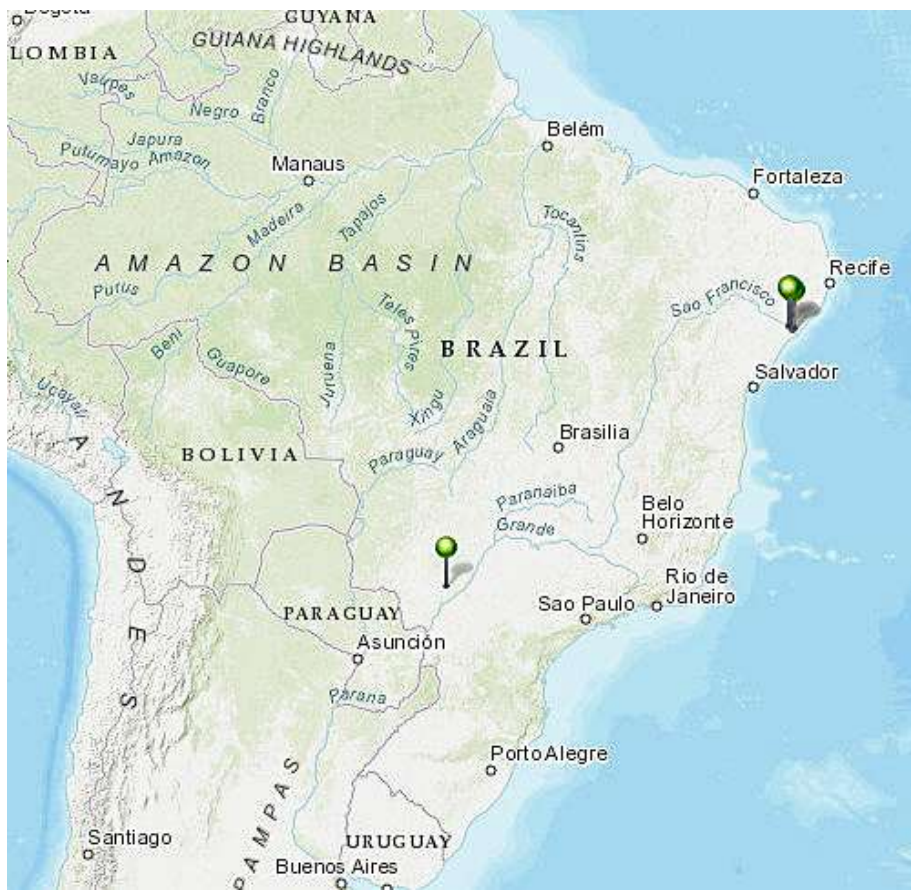 Bogota
GUYANA
LOMBIA
GUIANA HIGHLANDS
Vaupes
Branco
Negro
Belém
Japura
Putumayo
Amazon
Manaus
Fortaleza
Madeira
Tapajos
Tocantins
AMAZON BASIN
Recife
Purus
Sao Francisco
Teles Pires
Beni
Guapore
Juruena
BRAZIL
Ucayali
Salvador
Xingu
Araguaia
Brasilia
BOLIVIA
Paraguay
Paranaiba
Belo
Horizonte
Grande
ANDES
Rio de
Janeiro
PARAGUAY
Sao Paulo
Asunción
Parana
Porto Alegre
PAMPAS
Santiago
URUGUAY
Buenos Aires